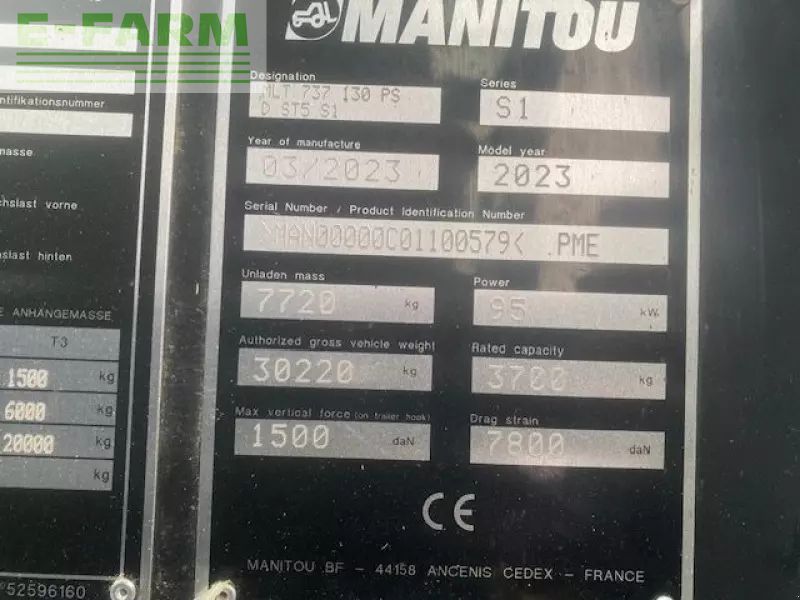 E-FARM
entifikationsnummer
masse
chslast vorne
slast hinten
E ANHÄNGEMASSE
T3
1500 kg
6000 kg
20000 kg
kg
52596160
MANITOU
Designation
MLT 737 130 PS
D ST5 S1
Series
S1
Year of manufacture
03/2023
Model year
2023
Serial Number / Product Identification Number
MAN00000C01100579< .PME
Unladen mass
7720 kg
Power
95 kW
Authorized gross vehicle weight
30220 kg
Rated capacity
3700 kg
Max vertical force (on trailer hook)
1500 daN
Drag strain
7800 daN
CE
MANITOU BF - 44158 ANCENIS CEDEX - FRANCE